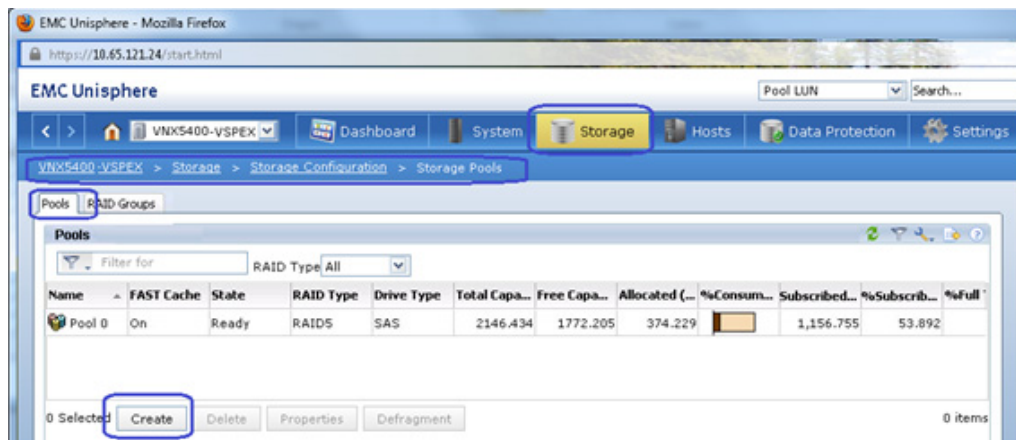 EMC Unisphere - Mozilla Firefox
https://10.65.121.24/start.html
EMC Unisphere
Pool LUN
Search...
VNX5400-VSPEX
Dashboard
System
Storage
Hosts
Data Protection
Settings
VNX5400-VSPEX > Storage > Storage Configuration > Storage Pools
Pools
RAID Groups
Pools
Filter for
RAID Type All
Name FAST Cache State RAID Type Drive Type Total Capa... Free Capa... Allocated (... %Consum... Subscribed... %Subscrib... %Full
Pool 0 On Ready RAID5 SAS 2146.434 1772.205 374.229 1,156.755 53.892
0 Selected Create Delete Properties Defragment 0 items